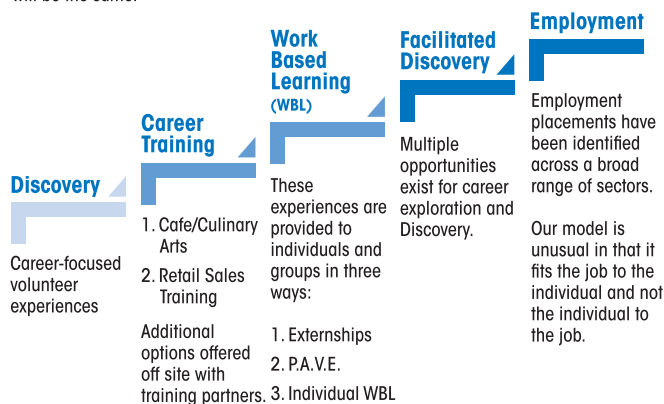 Discovery
Career-focused
volunteer
experiences
Career
Training
1. Cafe/Culinary
Arts
2. Retail Sales
Training
Additional
options offered
off site with
training partners.
Work
Based
Learning
(WBL)
These
experiences are
provided to
individuals and
groups in three
ways:
1. Externships
2. P.A.V.E.
3. Individual WBL
Facilitated
Discovery
Multiple
opportunities
exist for career
exploration and
Discovery.
Employment
Employment
placements have
been identified
across a broad
range of sectors.
Our model is
unusual in that it
fits the job to the
individual and not
the individual to
the job.